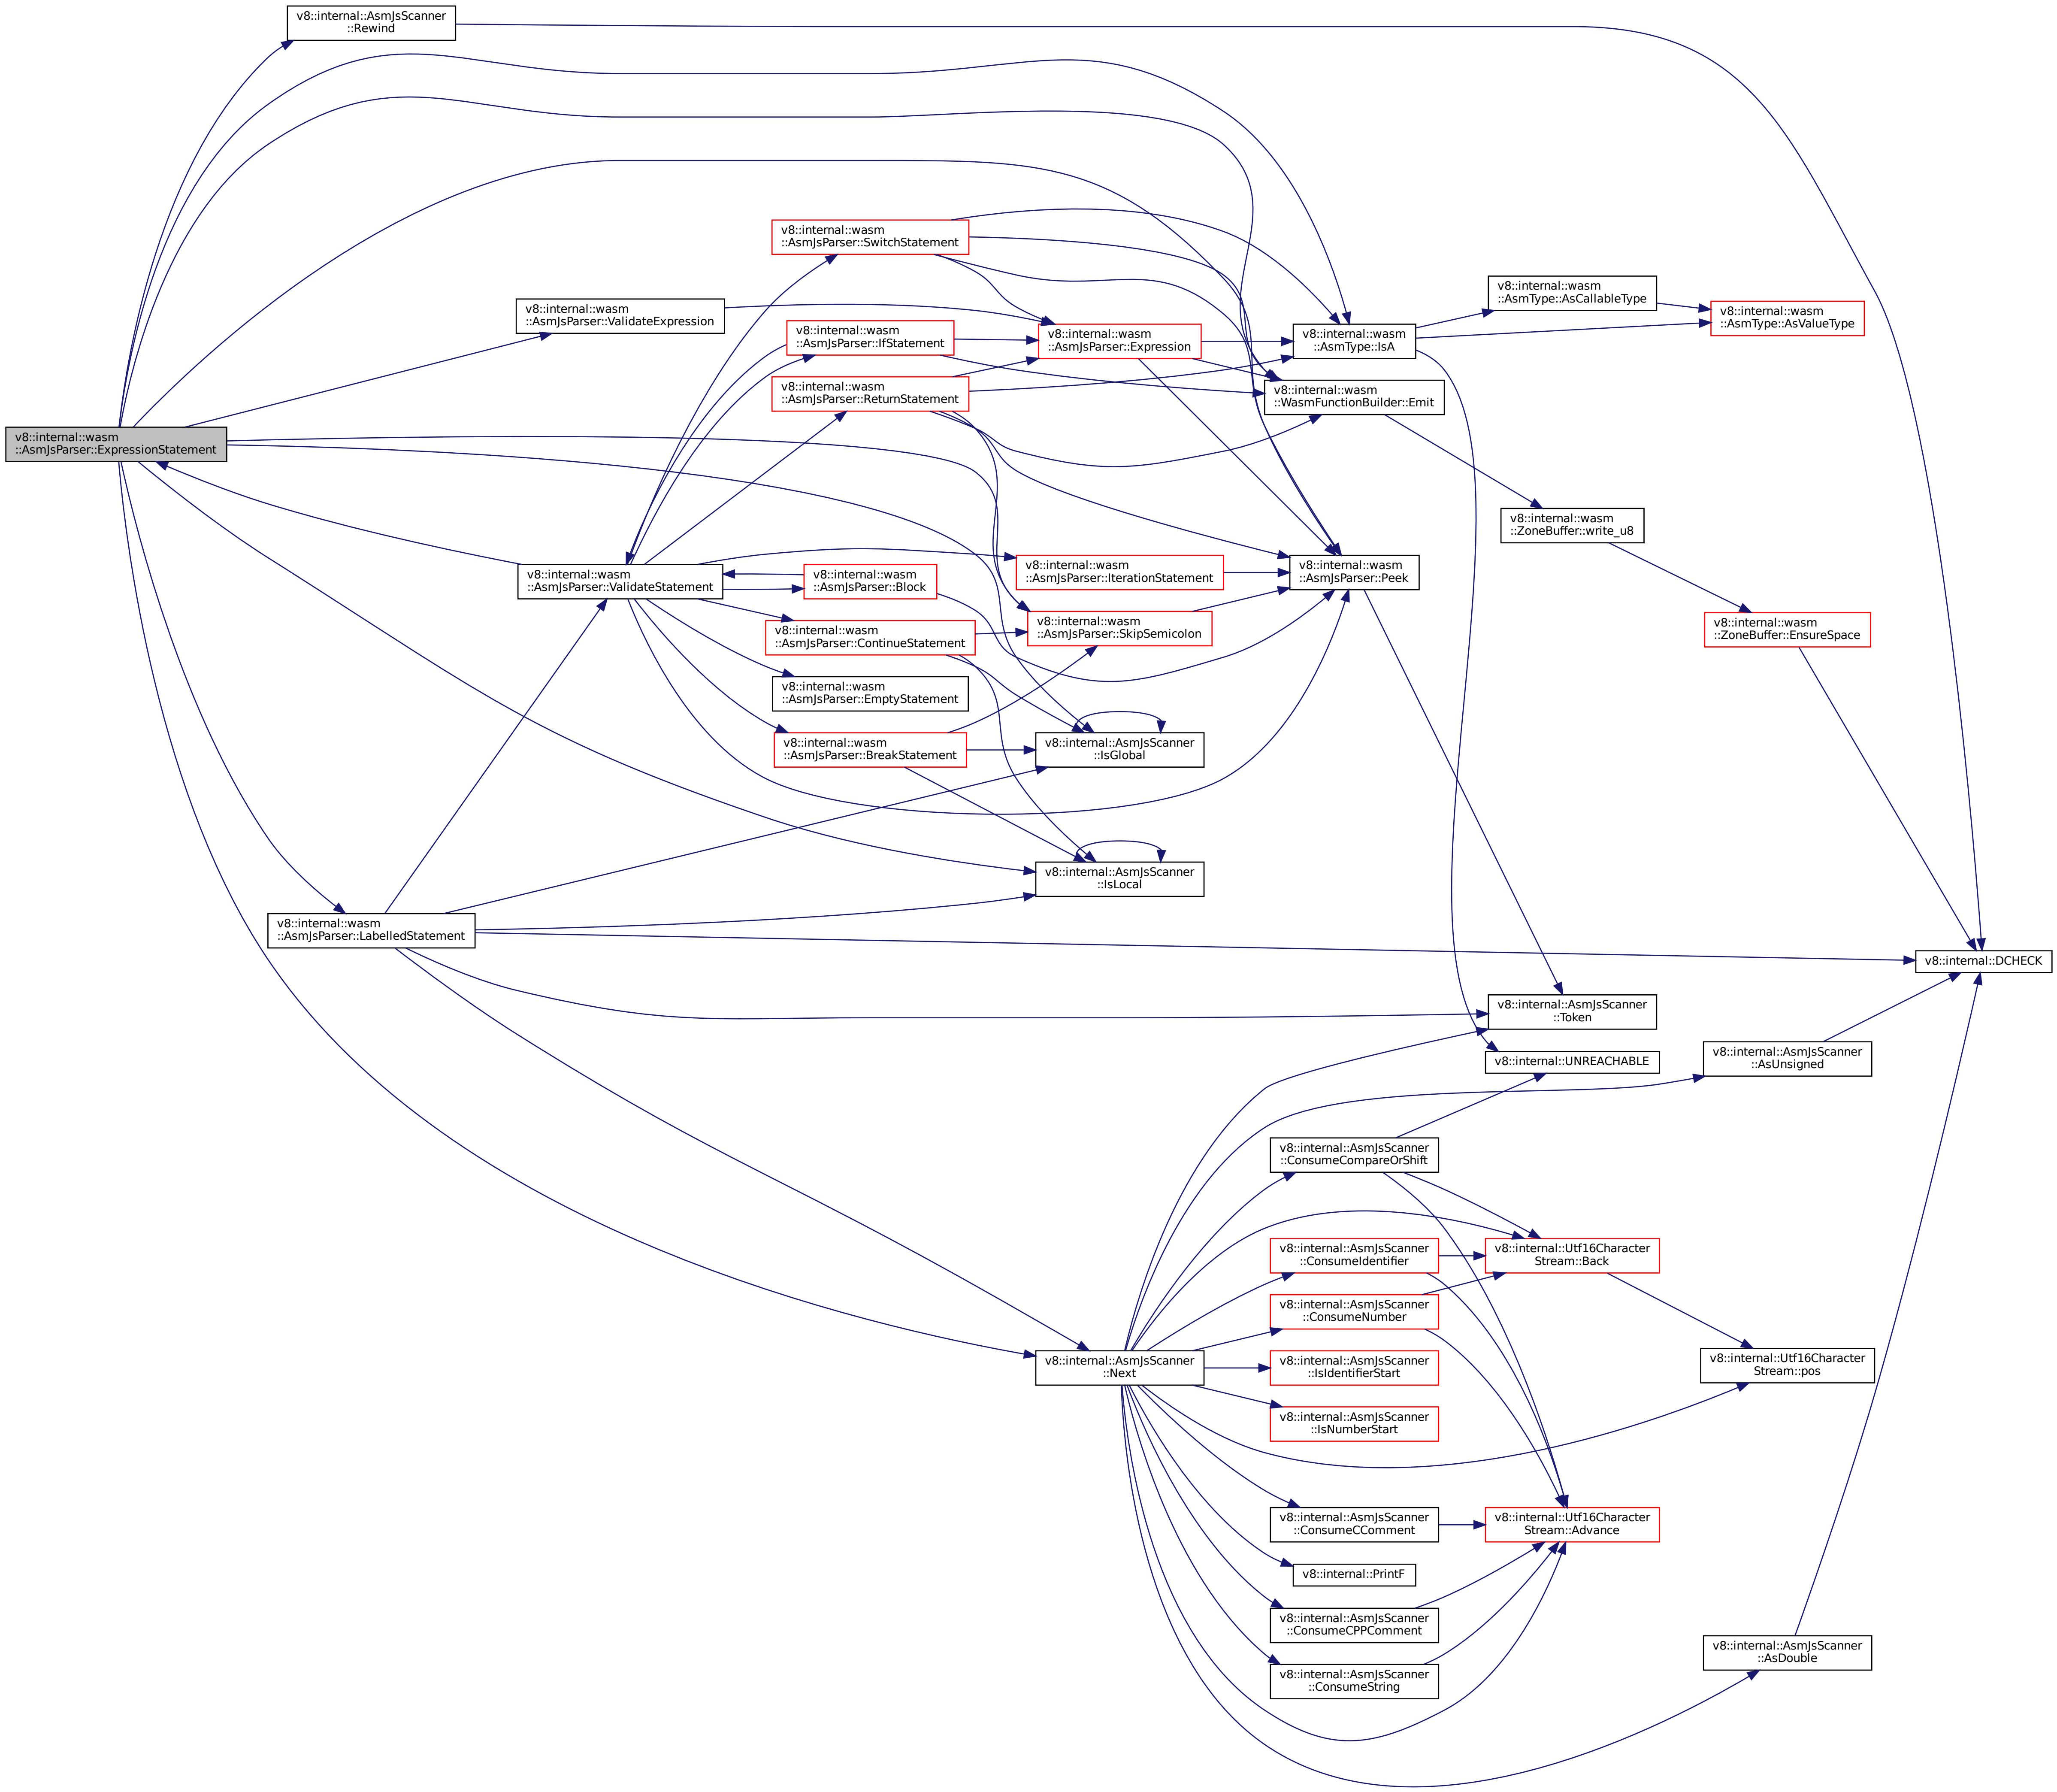 v8::internal::AsmJsScanner
::Rewind
v8::internal::wasm
::AsmJsParser::SwitchStatement
v8::internal::wasm
::AsmType::AsCallableType
v8::internal::wasm
::AsmJsParser::ValidateExpression
v8::internal::wasm
::AsmType::AsValueType
v8::internal::wasm
::AsmJsParser::IfStatement
v8::internal::wasm
::AsmJsParser::Expression
v8::internal::wasm
::AsmType::IsA
v8::internal::wasm
::AsmJsParser::ReturnStatement
v8::internal::wasm
::WasmFunctionBuilder::Emit
v8::internal::wasm
::AsmJsParser::ExpressionStatement
v8::internal::wasm
::ZoneBuffer::write_u8
v8::internal::wasm
::AsmJsParser::ValidateStatement
v8::internal::wasm
::AsmJsParser::Block
v8::internal::wasm
::AsmJsParser::IterationStatement
v8::internal::wasm
::AsmJsParser::Peek
v8::internal::wasm
::AsmJsParser::ContinueStatement
v8::internal::wasm
::AsmJsParser::SkipSemicolon
v8::internal::wasm
::ZoneBuffer::EnsureSpace
v8::internal::wasm
::AsmJsParser::EmptyStatement
v8::internal::wasm
::AsmJsParser::BreakStatement
v8::internal::AsmJsScanner
::IsGlobal
v8::internal::AsmJsScanner
::IsLocal
v8::internal::wasm
::AsmJsParser::LabelledStatement
v8::internal::DCHECK
v8::internal::AsmJsScanner
::Token
v8::internal::UNREACHABLE
v8::internal::AsmJsScanner
::AsUnsigned
v8::internal::AsmJsScanner
::ConsumeCompareOrShift
v8::internal::AsmJsScanner
::ConsumeIdentifier
v8::internal::Utf16Character
Stream::Back
v8::internal::AsmJsScanner
::ConsumeNumber
v8::internal::AsmJsScanner
::Next
v8::internal::AsmJsScanner
::IsIdentifierStart
v8::internal::Utf16Character
Stream::pos
v8::internal::AsmJsScanner
::IsNumberStart
v8::internal::AsmJsScanner
::ConsumeCComment
v8::internal::Utf16Character
Stream::Advance
v8::internal::PrintF
v8::internal::AsmJsScanner
::ConsumeCPPComment
v8::internal::AsmJsScanner
::AsDouble
v8::internal::AsmJsScanner
::ConsumeString